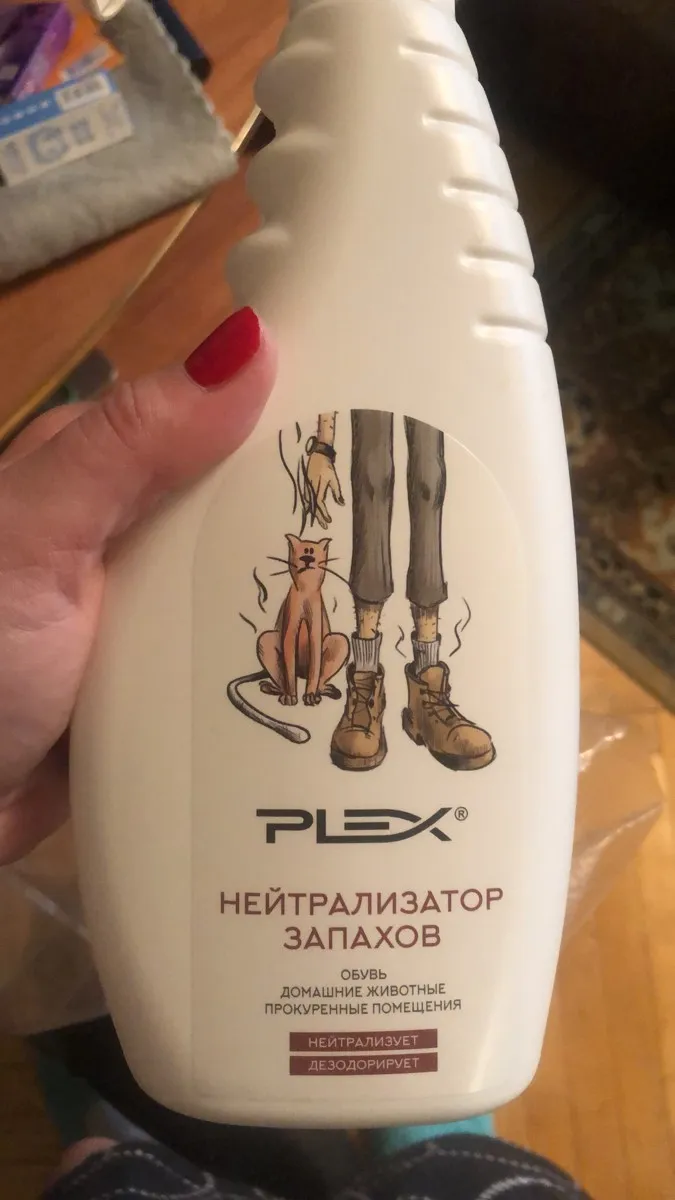 PLEX®
НЕЙТРАЛИЗАТОР
ЗАПАХОВ
ОБУВЬ
ДОМАШНИЕ ЖИВОТНЫЕ
ПРОКУРЕННЫЕ ПОМЕЩЕНИЯ
НЕЙТРАЛИЗУЕТ
ДЕЗОДОРИРУЕТ